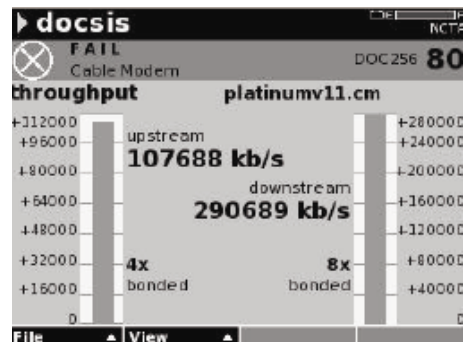 docsis
FAIL
Cable Modem
DOC256 80
throughput platinumv11.cm
+112000
+96000
+80000
+64000
+48000
+32000
+16000
0
upstream
107688 kb/s
downstream
290689 kb/s
4x
bonded
8x
bonded
+280000
+240000
+200000
+160000
+120000
+80000
+40000
0
File View